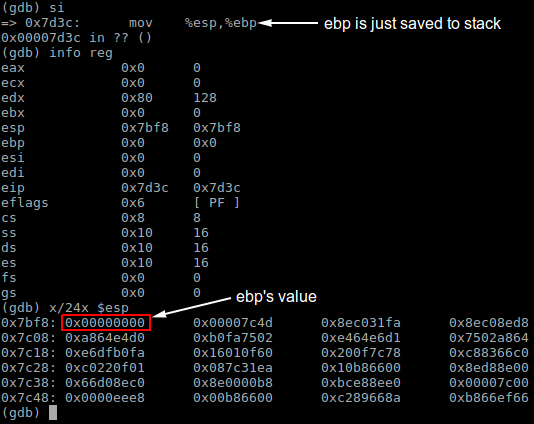 (gdb) si
=> 0x7d3c: mov %esp,%ebp ebp is just saved to stack
0x00007d3c in ?? ()
(gdb) info reg
eax 0x0 0
ecx 0x0 0
edx 0x80 128
ebx 0x0 0
esp 0x7bf8 0x7bf8
ebp 0x0 0x0
esi 0x0 0
edi 0x0 0
eip 0x7d3c 0x7d3c
eflags 0x6 [ PF ]
cs 0x8 8
ss 0x10 16
ds 0x10 16
es 0x10 16
fs 0x0 0
gs 0x0 0
ebp's value
(gdb) x/24x $esp
0x7bf8: 0x00000000 0x00007c4d 0x8ec031fa 0x8ec08ed8
0x7c08: 0xa864e4d0 0xb0fa7502 0xe464e6d1 0x7502a864
0x7c18: 0xe6dfb0fa 0x16010f60 0x200f7c78 0xc88366c0
0x7c28: 0xc0220f01 0x087c31ea 0x10b86600 0x8ed88e00
0x7c38: 0x66d08ec0 0x8e0000b8 0xbce88ee0 0x00007c00
0x7c48: 0x0000eee8 0x00b86600 0xc289668a 0xb866ef66
(gdb)